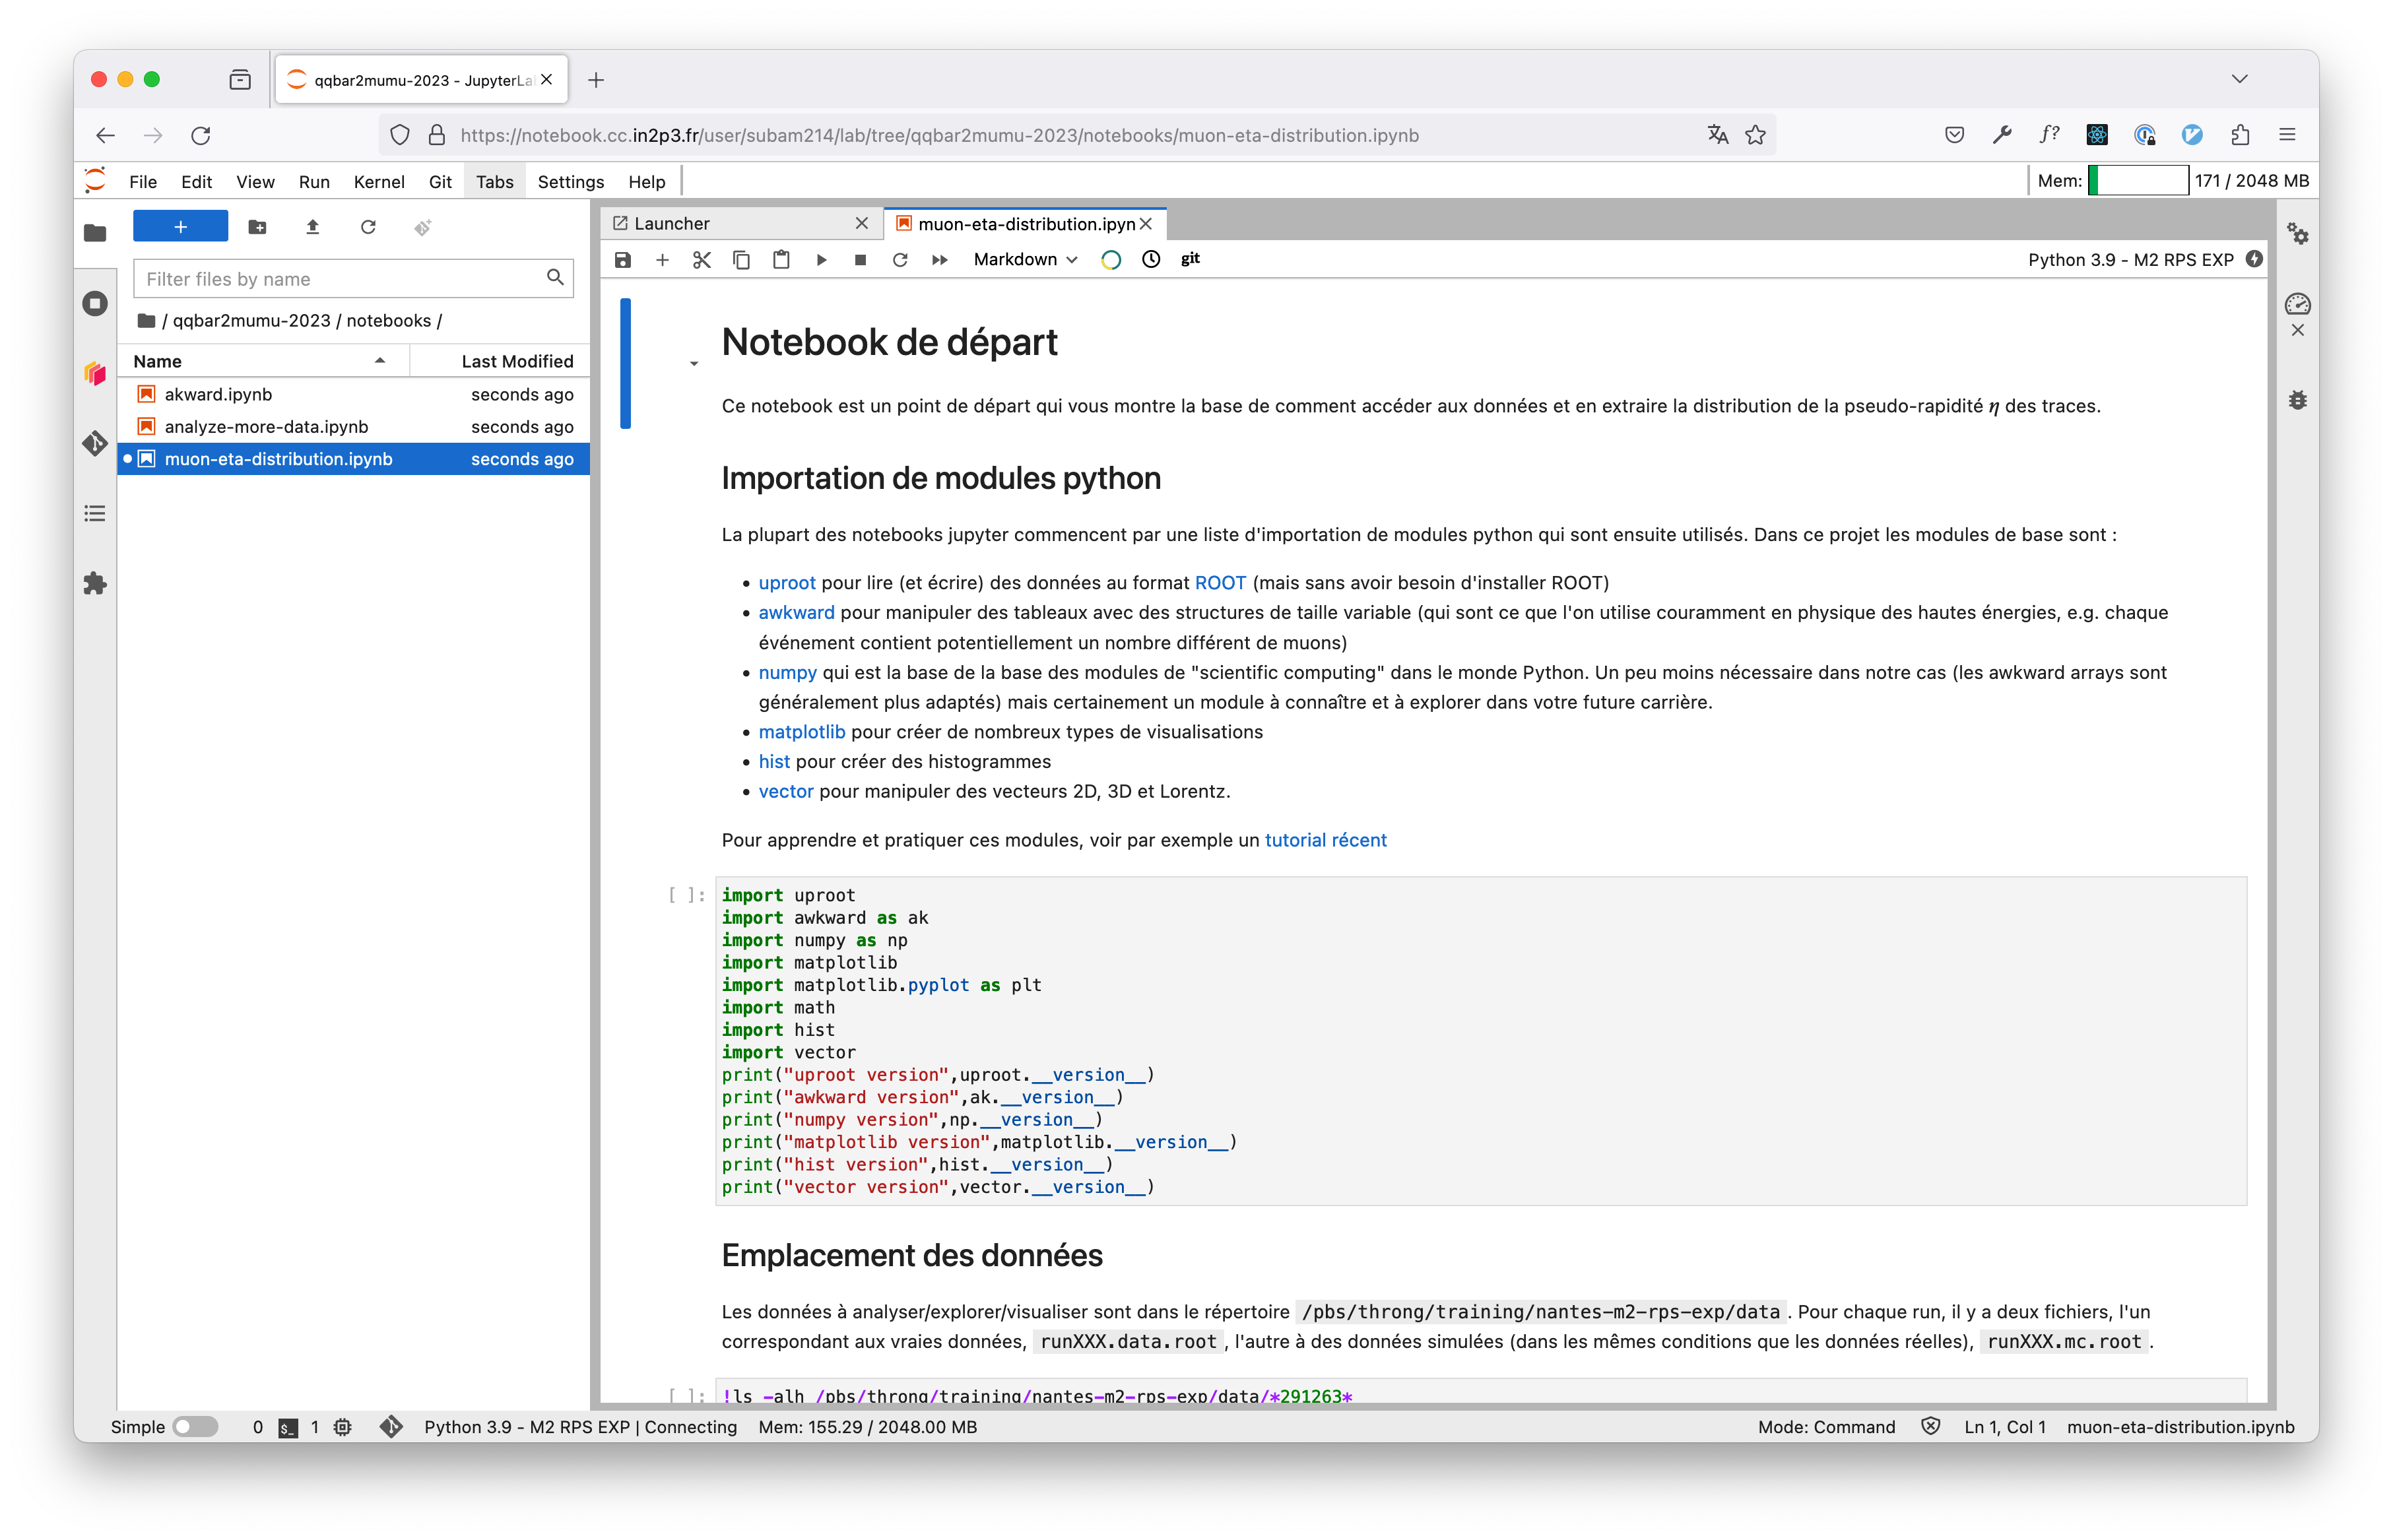 qqbar2mumu-2023 - JupyterLa
https://notebook.cc.in2p3.fr/user/subam214/lab/tree/qqbar2mumu-2023/notebooks/muon-eta-distribution.ipynb
f?
File Edit View Run Kernel Git Tabs Settings Help
Mem: 171 / 2048 MB
+
Filter files by name
/ qqbar2mumu-2023 / notebooks /
Name Last Modified
akward.ipynb seconds ago
analyze-more-data.ipynb seconds ago
muon-eta-distribution.ipynb seconds ago
Launcher
muon-eta-distribution.ipyn
Markdown
git
Python 3.9 - M2 RPS EXP
Notebook de départ
Ce notebook est un point de départ qui vous montre la base de comment accéder aux données et en extraire la distribution de la pseudo-rapidité η des traces.
Importation de modules python
La plupart des notebooks jupyter commencent par une liste d'importation de modules python qui sont ensuite utilisés. Dans ce projet les modules de base sont :
• uproot pour lire (et écrire) des données au format ROOT (mais sans avoir besoin d'installer ROOT)
• awkward pour manipuler des tableaux avec des structures de taille variable (qui sont ce que l'on utilise couramment en physique des hautes énergies, e.g. chaque
événement contient potentiellement un nombre différent de muons)
• numpy qui est la base de la base des modules de "scientific computing" dans le monde Python. Un peu moins nécessaire dans notre cas (les awkward arrays sont
généralement plus adaptés) mais certainement un module à connaître et à explorer dans votre future carrière.
• matplotlib pour créer de nombreux types de visualisations
• hist pour créer des histogrammes
• vector pour manipuler des vecteurs 2D, 3D et Lorentz.
Pour apprendre et pratiquer ces modules, voir par exemple un tutorial récent
[ ]:
import uproot
import awkward as ak
import numpy as np
import matplotlib
import matplotlib.pyplot as plt
import math
import hist
import vector
print("uproot version",uproot.__version__)
print("awkward version",ak.__version__)
print("numpy version",np.__version__)
print("matplotlib version",matplotlib.__version__)
print("hist version",hist.__version__)
print("vector version",vector.__version__)
Emplacement des données
Les données à analyser/explorer/visualiser sont dans le répertoire /pbs/throng/training/nantes-m2-rps-exp/data. Pour chaque run, il y a deux fichiers, l'un
correspondant aux vraies données, runXXX.data.root, l'autre à des données simulées (dans les mêmes conditions que les données réelles), runXXX.mc.root.
[ ]:
!ls -alh /pbs/throng/training/nantes-m2-rps-exp/data/*291263*
Simple 0 $_ 1 Python 3.9 - M2 RPS EXP | Connecting Mem: 155.29 / 2048.00 MB
Mode: Command Ln 1, Col 1 muon-eta-distribution.ipynb